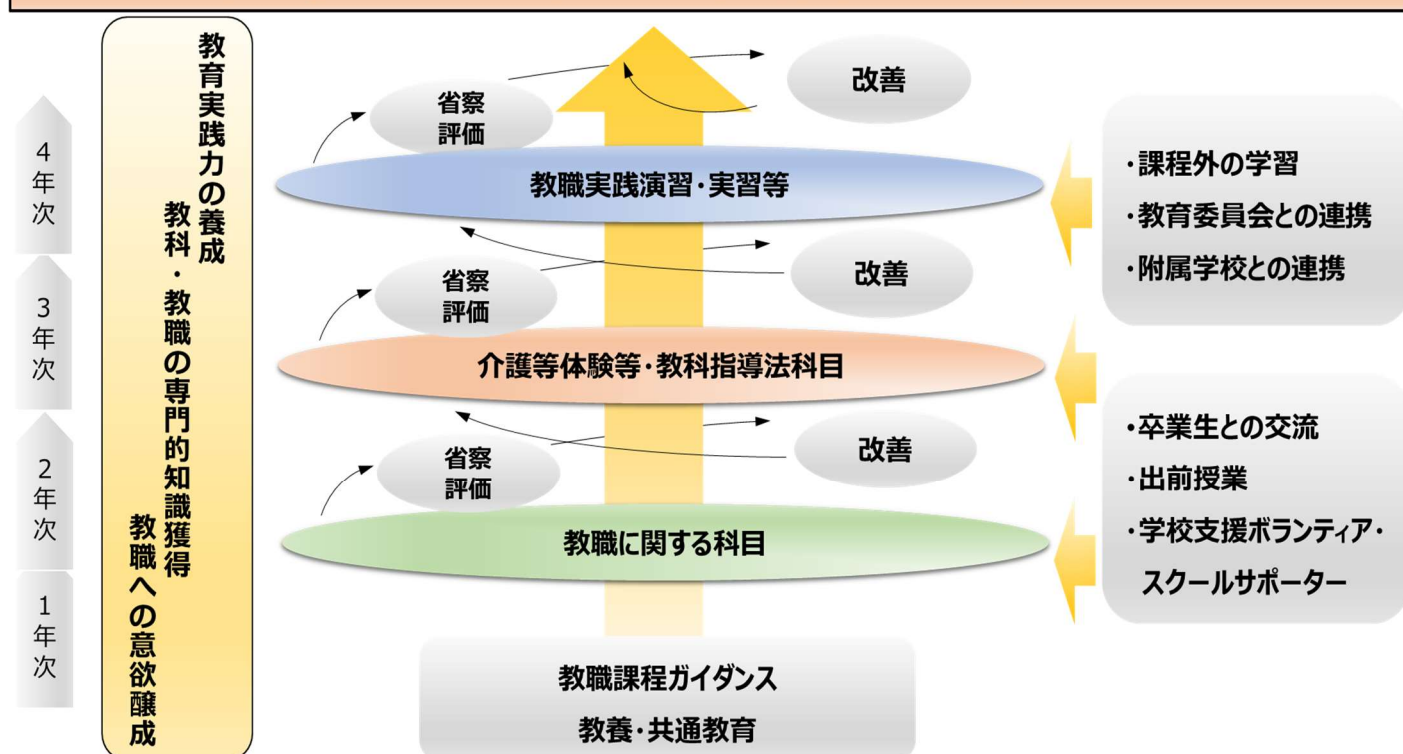 4年次
3年次
2年次
1年次
教育実践力の養成
教科・教職の専門的知識獲得
教職への意欲醸成
省察
評価
改善
教職実践演習・実習等
省察
評価
改善
介護等体験等・教科指導法科目
省察
評価
改善
教職に関する科目
教職課程ガイダンス
教養・共通教育
・課程外の学習
・教育委員会との連携
・附属学校との連携
・卒業生との交流
・出前授業
・学校支援ボランティア・
スクールサポーター